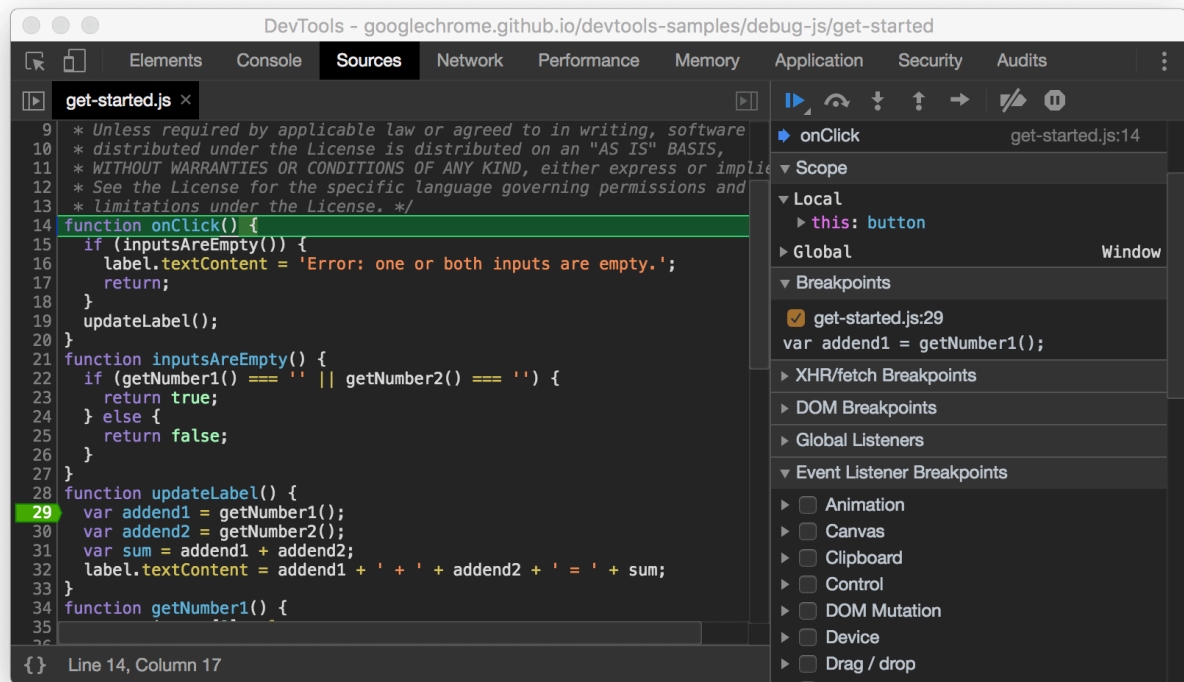 DevTools - googlechrome.github.io/devtools-samples/debug-js/get-started
Elements Console Sources Network Performance Memory Application Security Audits
get-started.js ×
9 * Unless required by applicable law or agreed to in writing, software
10 * distributed under the License is distributed on an "AS IS" BASIS,
11 * WITHOUT WARRANTIES OR CONDITIONS OF ANY KIND, either express or implie
12 * See the License for the specific language governing permissions and
13 * limitations under the License. */
14 function onClick() {
15 if (inputsAreEmpty()) {
16 label.textContent = 'Error: one or both inputs are empty.';
17 return;
18 }
19 updateLabel();
20 }
21 function inputsAreEmpty() {
22 if (getNumber1() === '' || getNumber2() === '') {
23 return true;
24 } else {
25 return false;
26 }
27 }
28 function updateLabel() {
29 var addend1 = getNumber1();
30 var addend2 = getNumber2();
31 var sum = addend1 + addend2;
32 label.textContent = addend1 + ' + ' + addend2 + ' = ' + sum;
33 }
34 function getNumber1() {
35
{} Line 14, Column 17
onClick get-started.js:14
Scope
Local
this: button
Global Window
Breakpoints
get-started.js:29
var addend1 = getNumber1();
XHR/fetch Breakpoints
DOM Breakpoints
Global Listeners
Event Listener Breakpoints
Animation
Canvas
Clipboard
Control
DOM Mutation
Device
Drag / drop